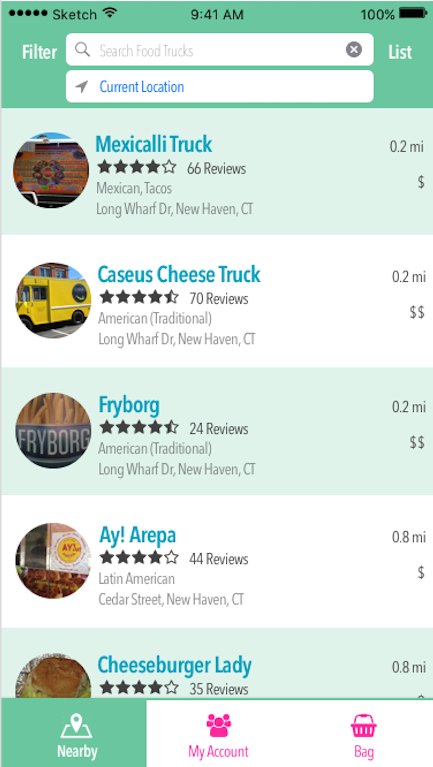 Sketch 9:41 AM 100%
Filter Search Food Trucks List
Current Location
Mexicalli Truck 0.2 mi
66 Reviews
Mexican, Tacos $
Long Wharf Dr, New Haven, CT
Caseus Cheese Truck 0.2 mi
70 Reviews
American (Traditional) $$
Long Wharf Dr, New Haven, CT
FRYBORG
Fryborg 0.2 mi
24 Reviews
American (Traditional) $$
Long Wharf Dr, New Haven, CT
AY!
Ay! Arepa 0.8 mi
44 Reviews
Latin American $
Cedar Street, New Haven, CT
Cheeseburger Lady 0.8 mi
35 Reviews
Nearby My Account Bag